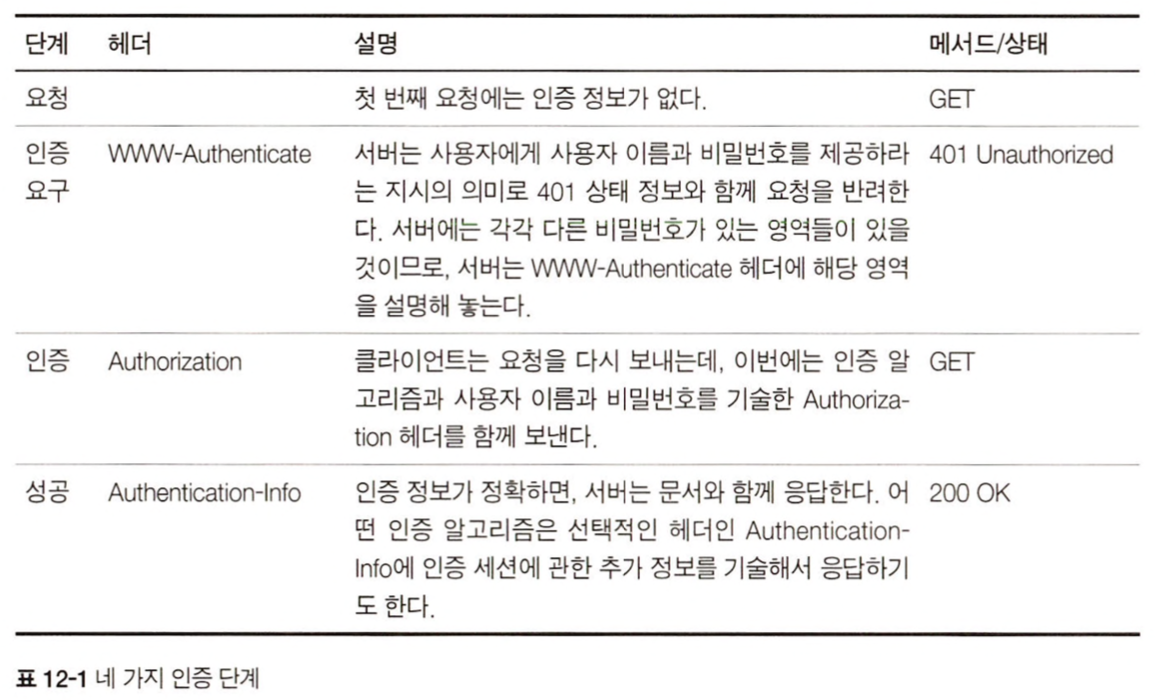 단계 헤더 설명 메서드/상태
요청 첫 번째 요청에는 인증 정보가 없다. GET
인증 WWW-Authenticate 서버는 사용자에게 사용자 이름과 비밀번호를 제공하라 401 Unauthorized
요구 는 지시의 의미로 401 상태 정보와 함께 요청을 반려한
다. 서버에는 각각 다른 비밀번호가 있는 영역들이 있을
것이므로, 서버는 WWW-Authenticate 헤더에 해당 영역
을 설명해 놓는다.
인증 Authorization 클라이언트는 요청을 다시 보내는데, 이번에는 인증 알 GET
고리즘과 사용자 이름과 비밀번호를 기술한 Authoriza-
tion 헤더를 함께 보낸다.
성공 Authentication-Info 인증 정보가 정확하면, 서버는 문서와 함께 응답한다. 어 200 OK
떤 인증 알고리즘은 선택적인 헤더인 Authentication-
Info에 인증 세션에 관한 추가 정보를 기술해서 응답하기
도 한다.
표 12-1 네 가지 인증 단계